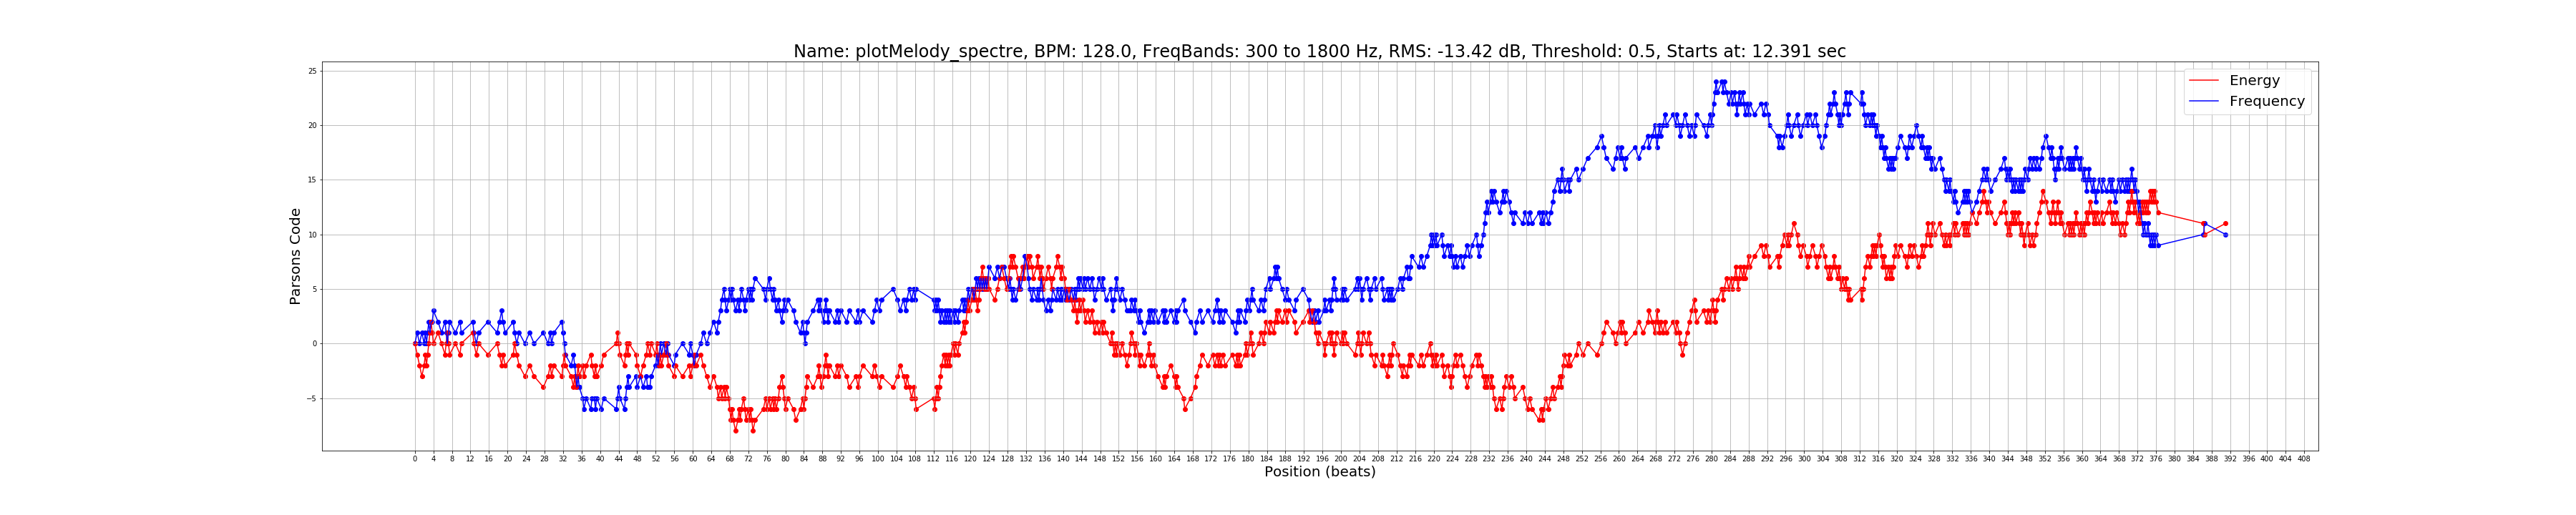 Name: plotMelody_spectre, BPM: 128.0, FreqBands: 300 to 1800 Hz, RMS: -13.42 dB, Threshold: 0.5, Starts at: 12.391 sec
Energy
Frequency
25
20
15
10
5
0
−5
Parsons Code
0 4 8 12 16 20 24 28 32 36 40 44 48 52 56 60 64 68 72 76 80 84 88 92 96 100 104 108 112 116 120 124 128 132 136 140 144 148 152 156 160 164 168 172 176 180 184 188 192 196 200 204 208 212 216 220 224 228 232 236 240 244 248 252 256 260 264 268 272 276 280 284 288 292 296 300 304 308 312 316 320 324 328 332 336 340 344 348 352 356 360 364 368 372 376 380 384 388 392 396 400 404 408
Position (beats)